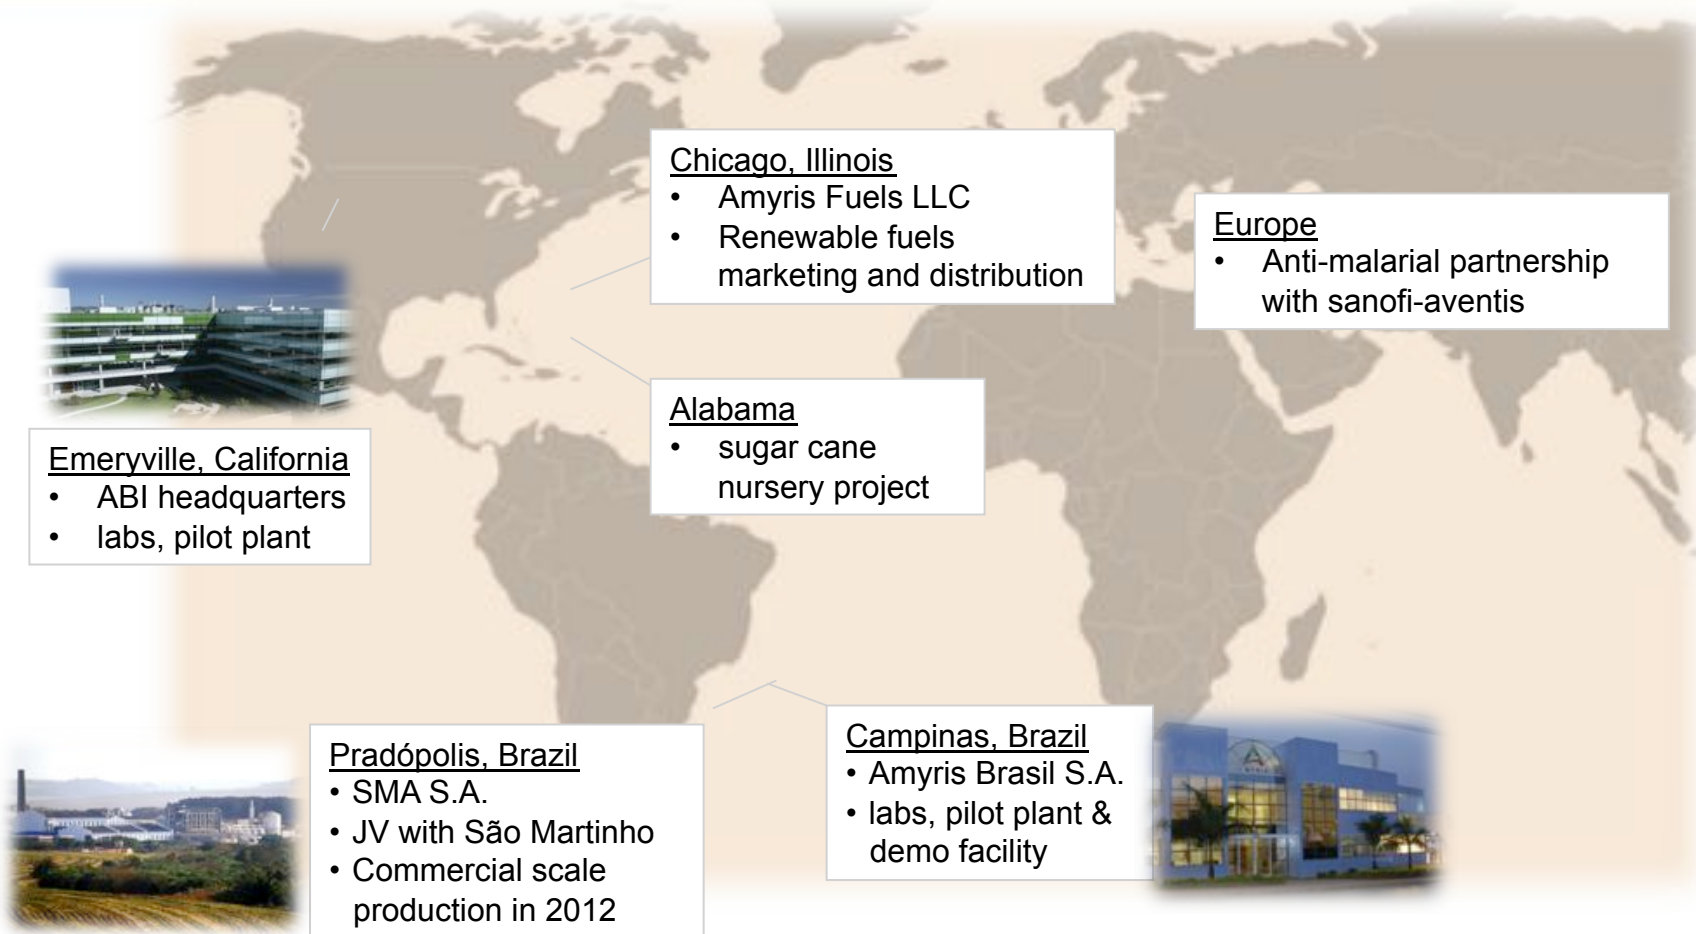 Chicago, Illinois
• Amyris Fuels LLC
• Renewable fuels
marketing and distribution
Europe
• Anti-malarial partnership
with sanofi-aventis
Alabama
• sugar cane
nursery project
Emeryville, California
• ABI headquarters
• labs, pilot plant
Pradópolis, Brazil
• SMA S.A.
• JV with São Martinho
• Commercial scale
production in 2012
Campinas, Brazil
• Amyris Brasil S.A.
• labs, pilot plant &
demo facility